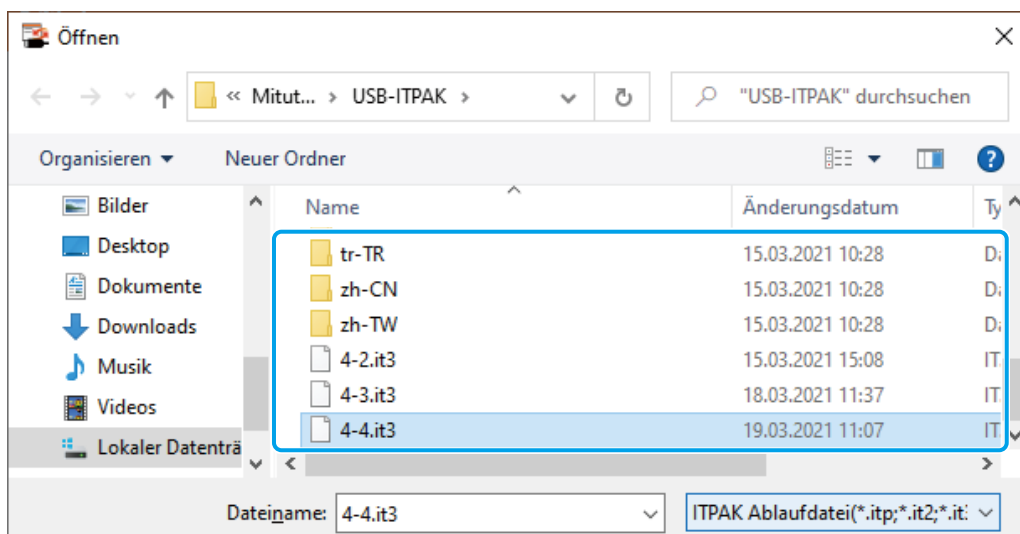 Öffnen
« Mitut... > USB-ITPAK >
"USB-ITPAK" durchsuchen
Organisieren
Neuer Ordner
Name
Änderungsdatum
Bilder
Desktop
Dokumente
Downloads
Musik
Videos
Lokaler Datenträ
tr-TR 15.03.2021 10:28
zh-CN 15.03.2021 10:28
zh-TW 15.03.2021 10:28
4-2.it3 15.03.2021 15:08 IT
4-3.it3 18.03.2021 11:37 IT
4-4.it3 19.03.2021 11:07 IT
Dateiname: 4-4.it3
ITPAK Ablaufdatei(*.itp;*.it2;*.it